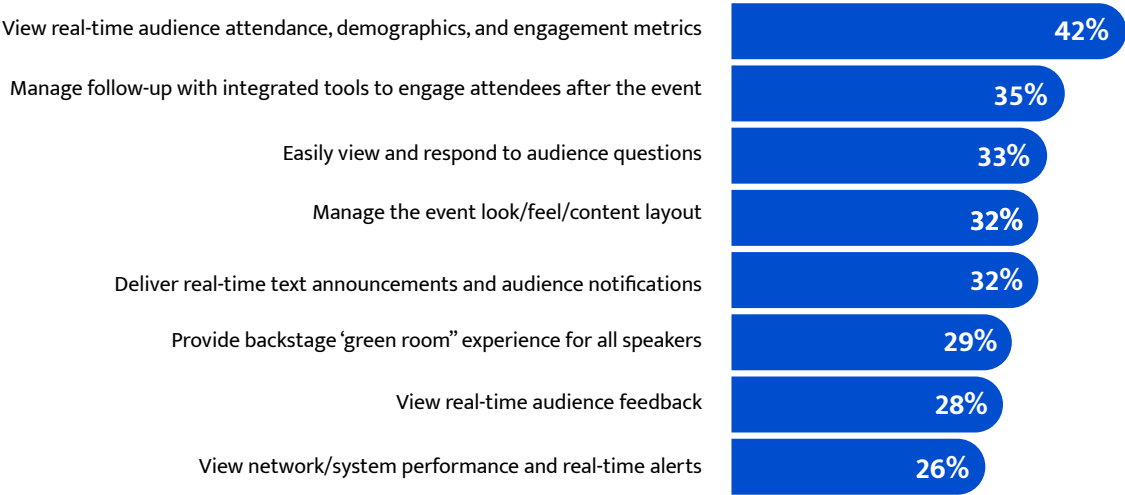 View real-time audience attendance, demographics, and engagement metrics 42%
Manage follow-up with integrated tools to engage attendees after the event 35%
Easily view and respond to audience questions 33%
Manage the event look/feel/content layout 32%
Deliver real-time text announcements and audience notifications 32%
Provide backstage ‘green room” experience for all speakers 29%
View real-time audience feedback 28%
View network/system performance and real-time alerts 26%